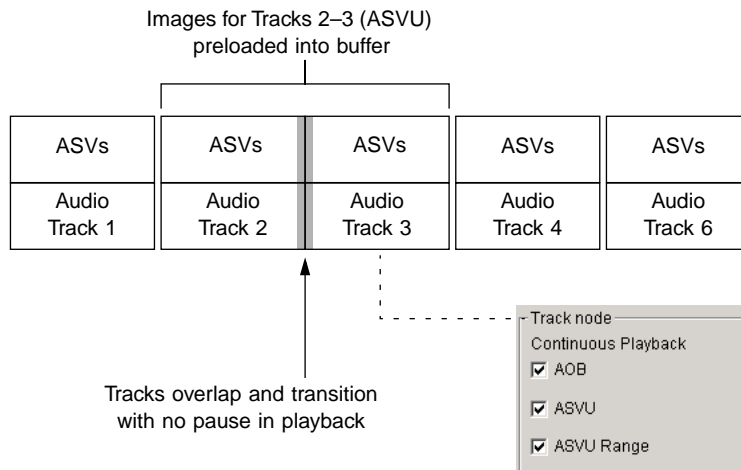 Images for Tracks 2–3 (ASVU)
preloaded into buffer
ASVs ASVs ASVs ASVs ASVs
Audio Audio Audio Audio Audio
Track 1 Track 2 Track 3 Track 4 Track 6
Tracks overlap and transition
with no pause in playback
Track node
Continuous Playback
AOB
ASVU
ASVU Range